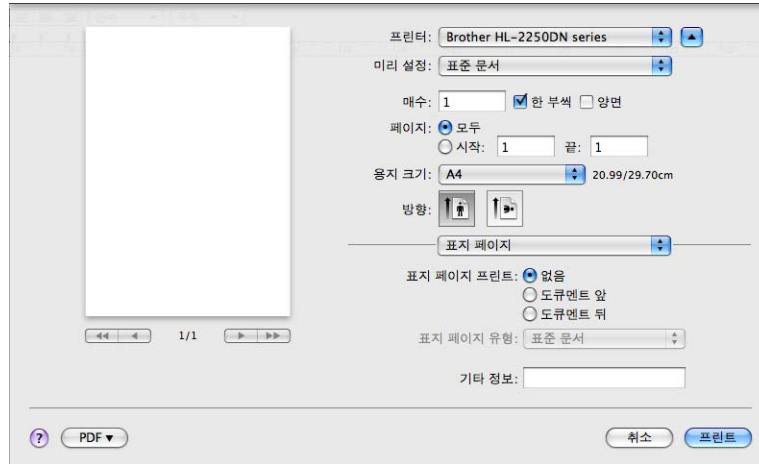 프린터: Brother HL-2250DN series
미리 설정: 표준 문서
매수: 1 한 부씩 양면
페이지: 모두
시작: 1 끝: 1
용지 크기: A4 20.99/29.70cm
방향:
표지 페이지
표지 페이지 프린트: 없음
도큐멘트 앞
도큐멘트 뒤
1/1
표지 페이지 유형: 표준 문서
기타 정보:
? PDF 취소 프린트